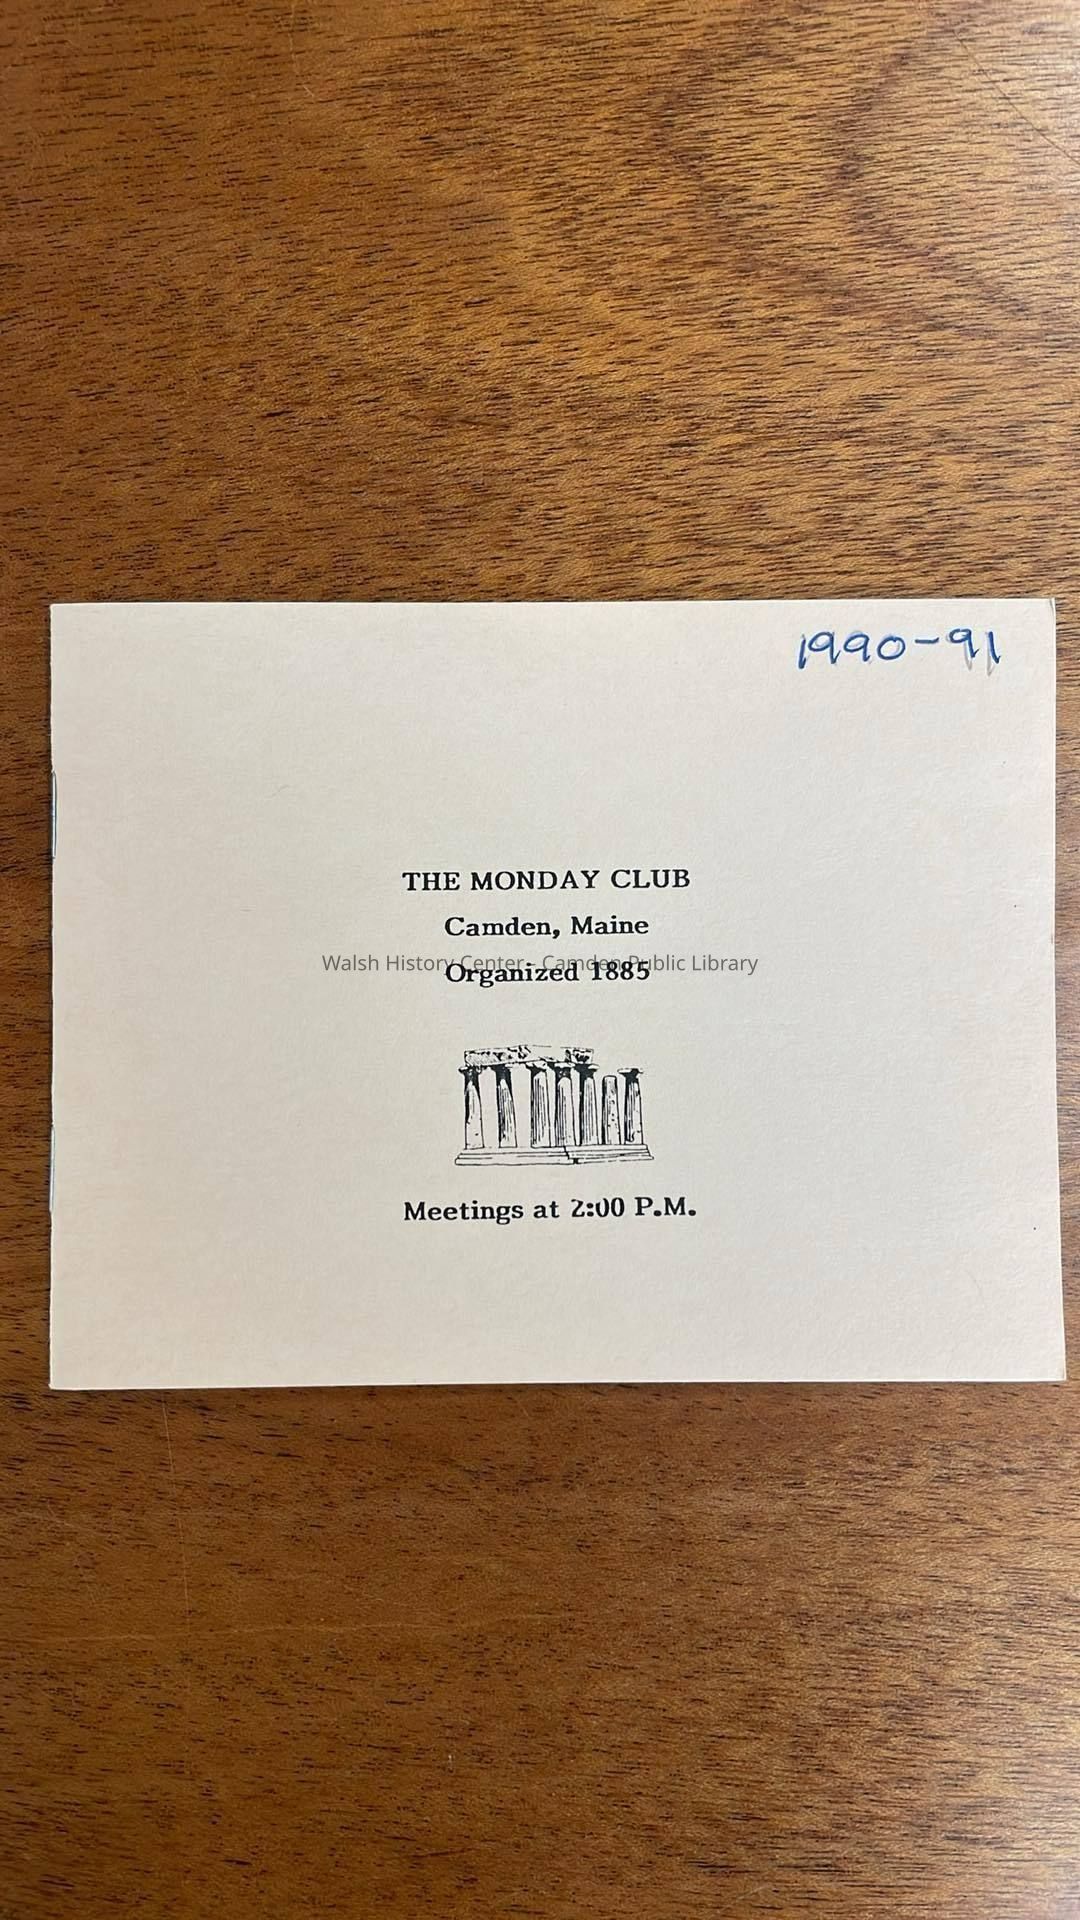 1990-91
THE MONDAY CLUB
Camden, Maine
Walsh History Center - Camden Public Library
Organized 1885
Meetings at 2:00 P.M.